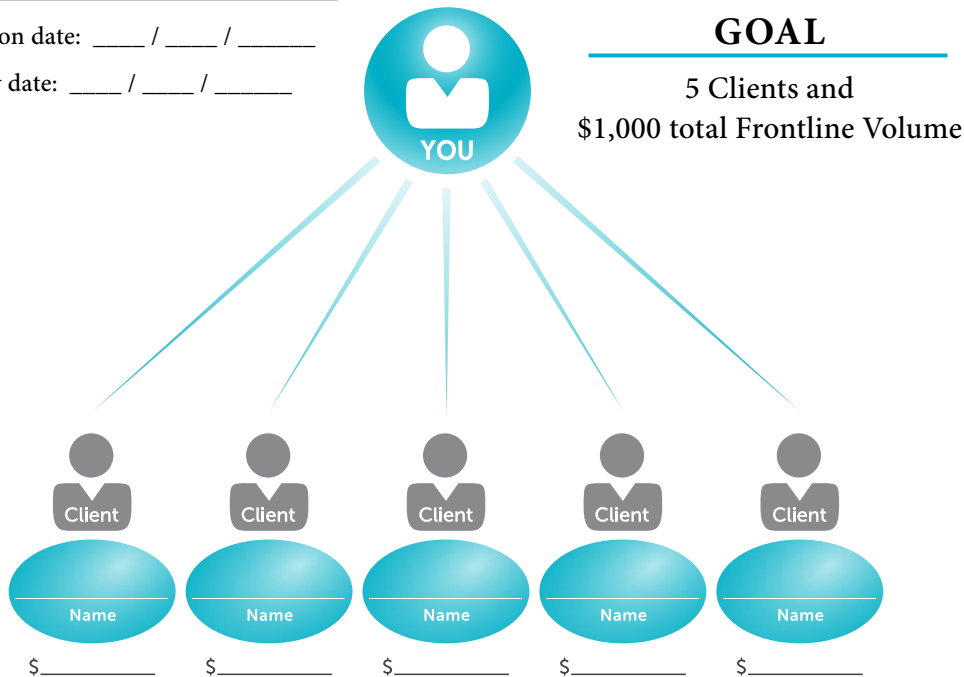 on date: ____ / ____ / ______
date: ____ / ____ / ______
GOAL
5 Clients and
$1,000 total Frontline Volume
YOU
Client Client Client Client Client
Name Name Name Name Name
$__________ $__________ $__________ $__________ $__________